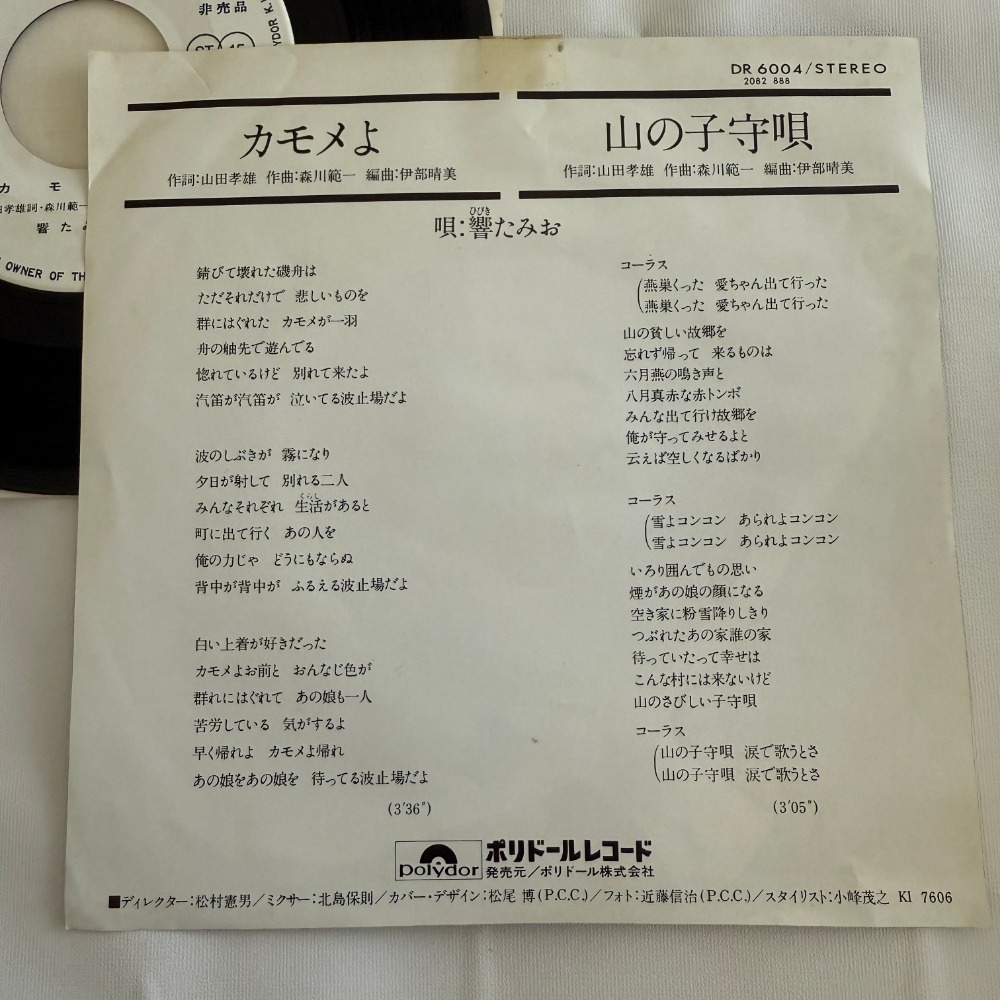 非売品
DR 6004/STEREO
2082 888
カモメよ
作詞:山田孝雄 作曲:森川範一 編曲:伊部晴美
山の子守唄
作詞:山田孝雄 作曲:森川範一 編曲:伊部晴美
唄:響たみお
ひびき
錆びて壊れた磯舟は
ただそれだけで 悲しいものを
群にはぐれた カモメが一羽
舟の舳先で遊んでる
惚れているけど 別れて来たよ
汽笛が汽笛が 泣いてる波止場だよ
波のしぶきが 霧になり
夕日が射して 別れる二人
みんなそれぞれ 生活があると
くらし
町に出て行く あの人を
俺の力じゃ どうにもならぬ
背中が背中が ふるえる波止場だよ
白い上着が好きだった
カモメよお前と おんなじ色が
群れにはぐれて あの娘も一人
苦労している 気がするよ
早く帰れよ カモメよ帰れ
あの娘をあの娘を 待ってる波止場だよ
(3'36")
コーラス
燕巣くった 愛ちゃん出て行った
燕巣くった 愛ちゃん出て行った
山の貧しい故郷を
忘れず帰って 来るものは
六月燕の鳴き声と
八月真赤な赤トンボ
みんな出て行け故郷を
俺が守ってみせるよと
云えば空しくなるばかり
コーラス
雪よコンコン あられよコンコン
雪よコンコン あられよコンコン
いろり囲んでもの思い
煙があの娘の顔になる
空き家に粉雪降りしきり
つぶれたあの家誰の家
待っていたって幸せは
こんな村には来ないけど
山のさびしい子守唄
コーラス
山の子守唄 涙で歌うとさ
山の子守唄 涙で歌うとさ
(3'05")
polydor
ポリドールレコード
発売元/ポリドール株式会社
■ディレクター:松村憲男/ミクサー:北島保則/カバー・デザイン:松尾 博(P.C.C.)/フォト:近藤信治(P.C.C.)/スタイリスト:小峰茂之 KI 7606
カモ
孝雄詞・森川範一
響たみ
OWNER OF TH